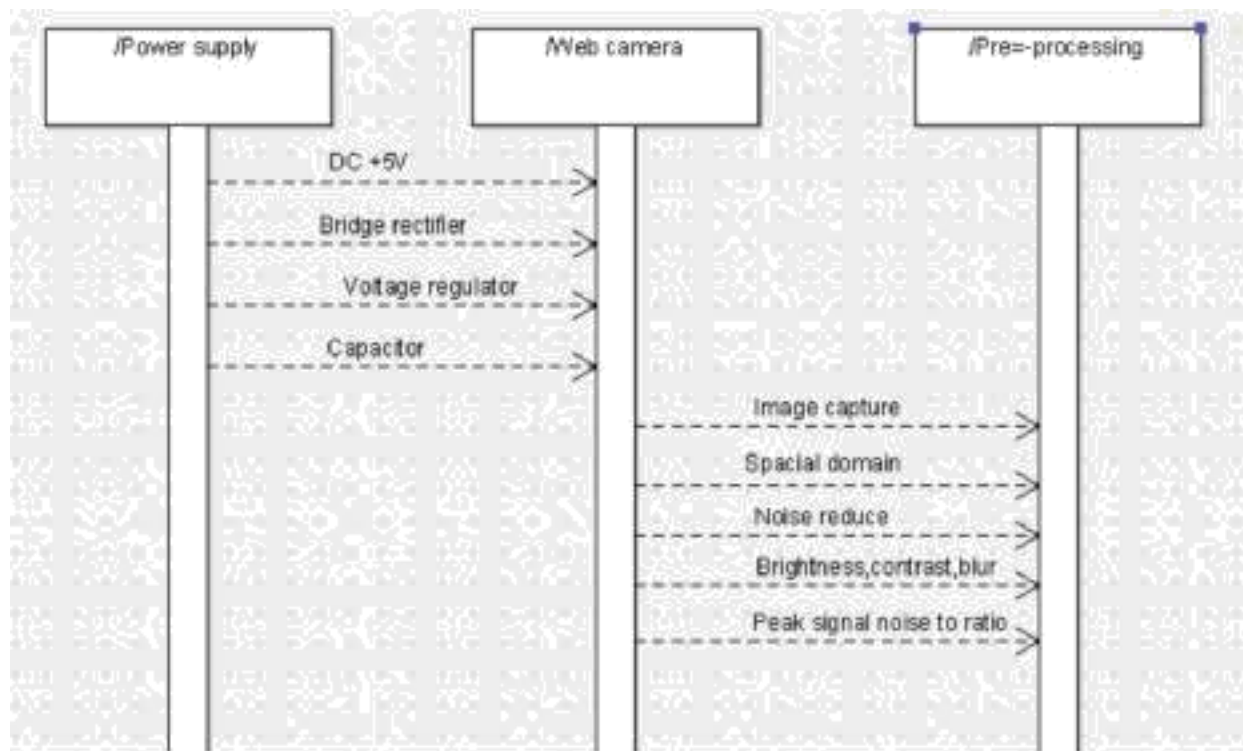 /Power supply
/Web camera
/Pre=-processing
DC +5V
Bridge rectifier
Voltage regulator
Capacitor
Image capture
Spacial domain
Noise reduce
Brightness,contrast,blur
Peak signal noise to ratio